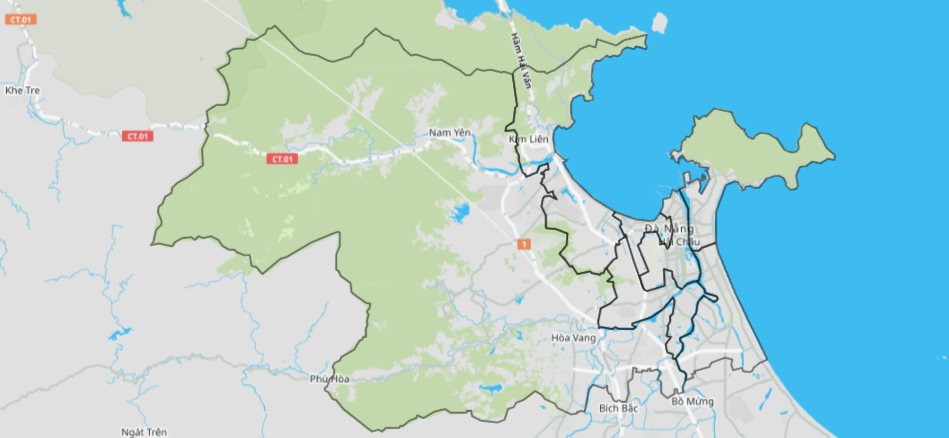 CT.01
Hầm Hải Vân
Khe Tre
CT.01
Nam Yên
Kim Liên
CT.01
Đà Nẵng
Hải Châu
1
Hòa Vang
Phú Hòa
Bích Bắc
Bồ Mừng
Ngát Trên